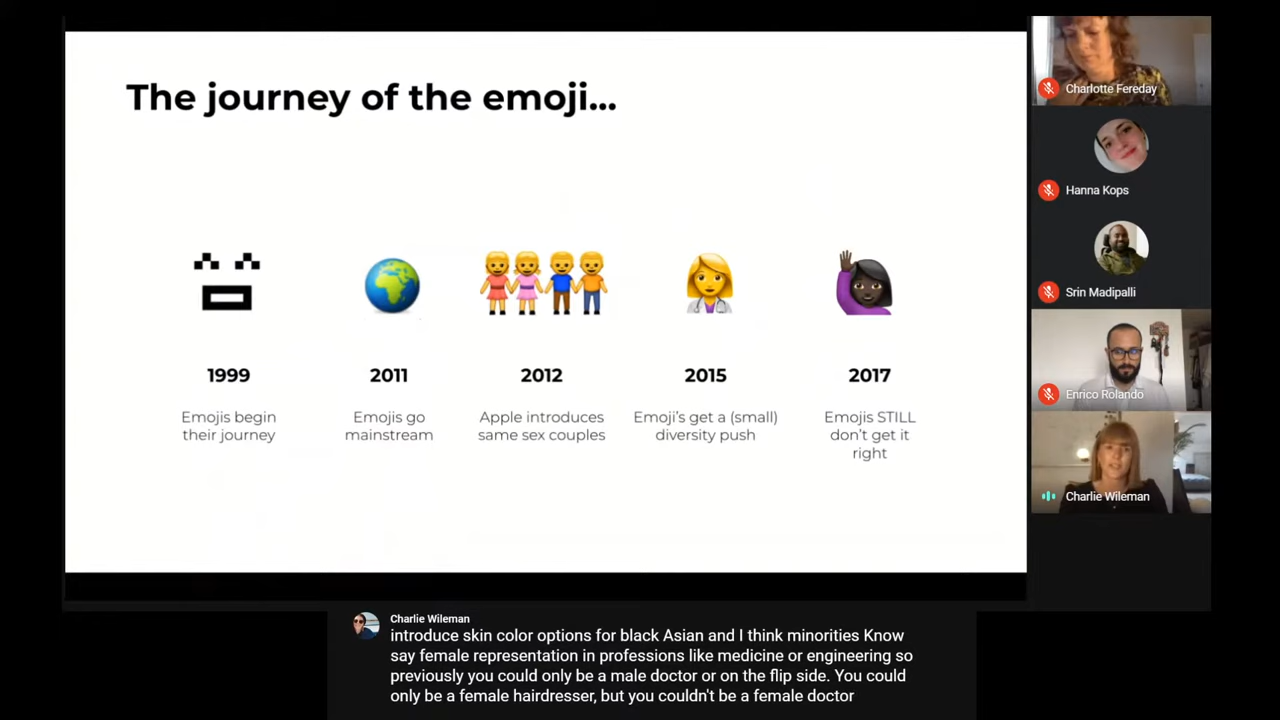 The journey of the emoji...
1999
Emojis begin
their journey
2011
Emojis go
mainstream
2012
Apple introduces
same sex couples
2015
Emoji's get a (small)
diversity push
2017
Emojis STILL
don't get it
right
Charlotte Fereday
Hanna Kops
Srin Madipalli
Enrico Rolando
Charlie Wileman
Charlie Wileman
introduce skin color options for black Asian and I think minorities Know
say female representation in professions like medicine or engineering so
previously you could only be a male doctor or on the flip side. You could
only be a female hairdresser, but you couldn't be a female doctor